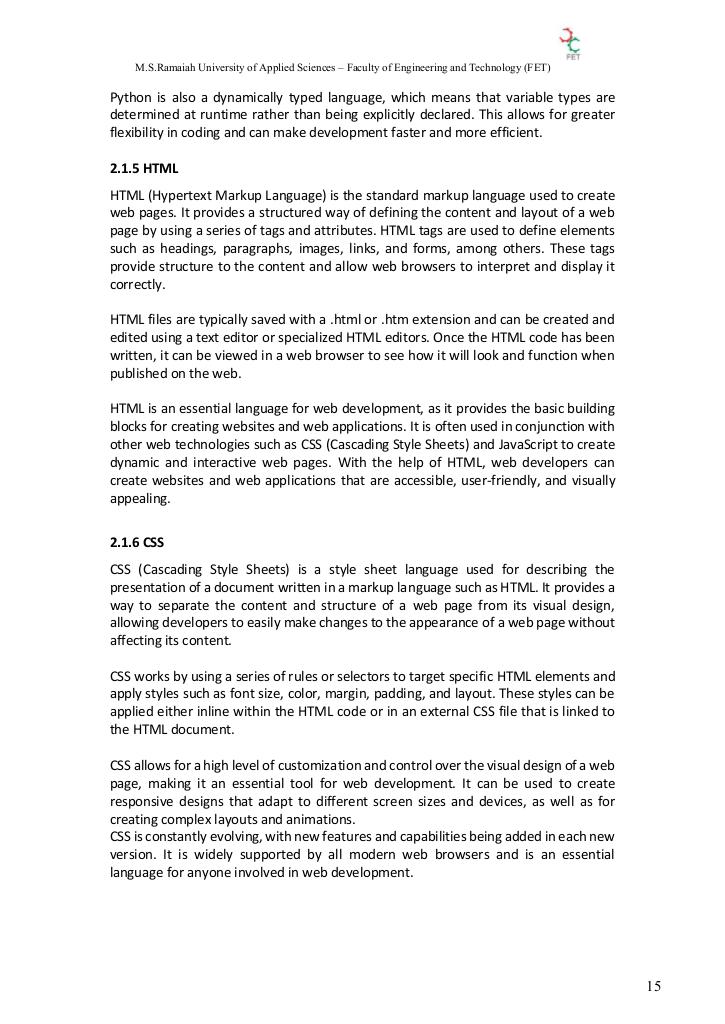 FET
M.S.Ramaiah University of Applied Sciences – Faculty of Engineering and Technology (FET)
Python is also a dynamically typed language, which means that variable types are
determined at runtime rather than being explicitly declared. This allows for greater
flexibility in coding and can make development faster and more efficient.
2.1.5 HTML
HTML (Hypertext Markup Language) is the standard markup language used to create
web pages. It provides a structured way of defining the content and layout of a web
page by using a series of tags and attributes. HTML tags are used to define elements
such as headings, paragraphs, images, links, and forms, among others. These tags
provide structure to the content and allow web browsers to interpret and display it
correctly.
HTML files are typically saved with a .html or .htm extension and can be created and
edited using a text editor or specialized HTML editors. Once the HTML code has been
written, it can be viewed in a web browser to see how it will look and function when
published on the web.
HTML is an essential language for web development, as it provides the basic building
blocks for creating websites and web applications. It is often used in conjunction with
other web technologies such as CSS (Cascading Style Sheets) and JavaScript to create
dynamic and interactive web pages. With the help of HTML, web developers can
create websites and web applications that are accessible, user-friendly, and visually
appealing.
2.1.6 CSS
CSS (Cascading Style Sheets) is a style sheet language used for describing the
presentation of a document written in a markup language such as HTML. It provides a
way to separate the content and structure of a web page from its visual design,
allowing developers to easily make changes to the appearance of a web page without
affecting its content.
CSS works by using a series of rules or selectors to target specific HTML elements and
apply styles such as font size, color, margin, padding, and layout. These styles can be
applied either inline within the HTML code or in an external CSS file that is linked to
the HTML document.
CSS allows for a high level of customization and control over the visual design of a web
page, making it an essential tool for web development. It can be used to create
responsive designs that adapt to different screen sizes and devices, as well as for
creating complex layouts and animations.
CSS is constantly evolving, with new features and capabilities being added in each new
version. It is widely supported by all modern web browsers and is an essential
language for anyone involved in web development.
15